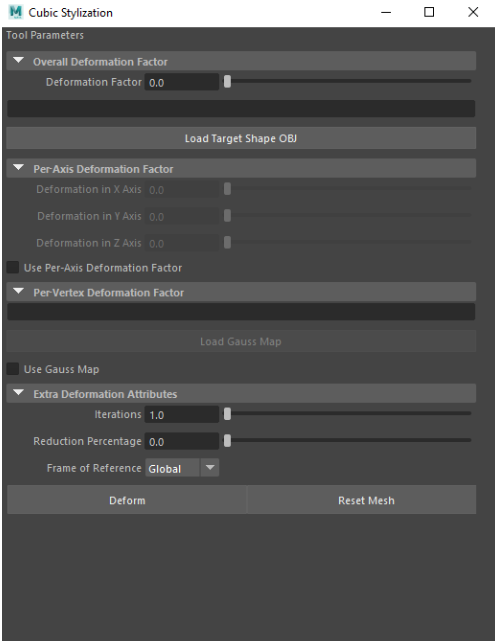 Cubic Stylization
Tool Parameters
Overall Deformation Factor
Deformation Factor 0.0
Load Target Shape OBJ
Per-Axis Deformation Factor
Deformation in X Axis 0.0
Deformation in Y Axis 0.0
Deformation in Z Axis 0.0
Use Per-Axis Deformation Factor
Per-Vertex Deformation Factor
Load Gauss Map
Use Gauss Map
Extra Deformation Attributes
Iterations 1.0
Reduction Percentage 0.0
Frame of Reference Global
Deform Reset Mesh